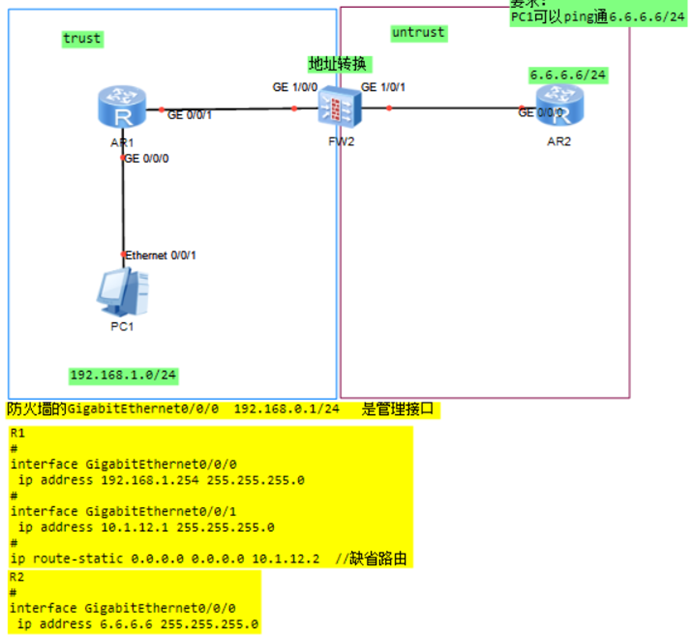 要求:
PC1可以ping通6.6.6.6/24
trust
untrust
地址转换
6.6.6.6/24
GE 1/0/0
GE 1/0/1
GE 0/0/1
GE 0/0/0
AR1
FW2
AR2
GE 0/0/0
Ethernet 0/0/1
PC1
192.168.1.0/24
防火墙的GigabitEthernet0/0/0 192.168.0.1/24 是管理接口
R1
#
interface GigabitEthernet0/0/0
ip address 192.168.1.254 255.255.255.0
#
interface GigabitEthernet0/0/1
ip address 10.1.12.1 255.255.255.0
#
ip route-static 0.0.0.0 0.0.0.0 10.1.12.2 //缺省路由
R2
#
interface GigabitEthernet0/0/0
ip address 6.6.6.6 255.255.255.0